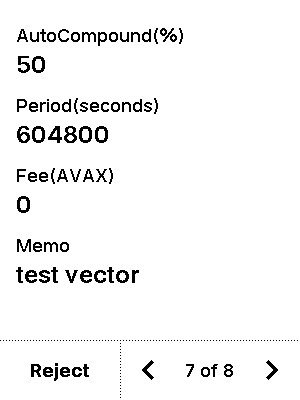 AutoCompound(%)
50
Period(seconds)
604800
Fee(AVAX)
0
Memo
test vector
Reject
7 of 8